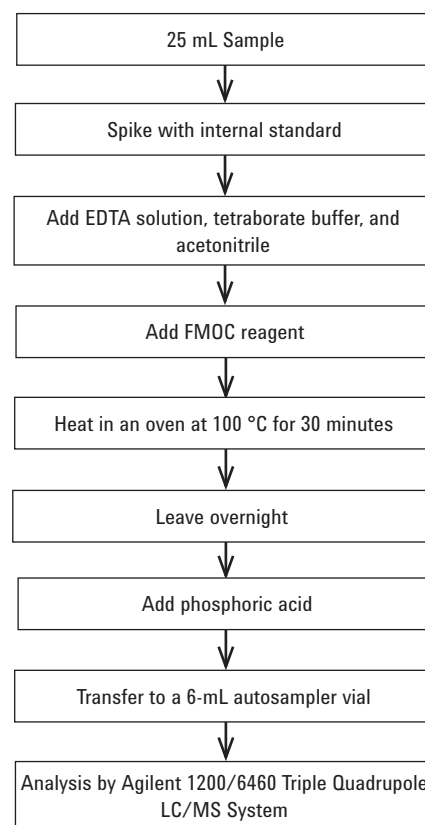 25 mL Sample
Spike with internal standard
Add EDTA solution, tetraborate buffer, and
acetonitrile
Add FMOC reagent
Heat in an oven at 100 °C for 30 minutes
Leave overnight
Add phosphoric acid
Transfer to a 6-mL autosampler vial
Analysis by Agilent 1200/6460 Triple Quadrupole
LC/MS System